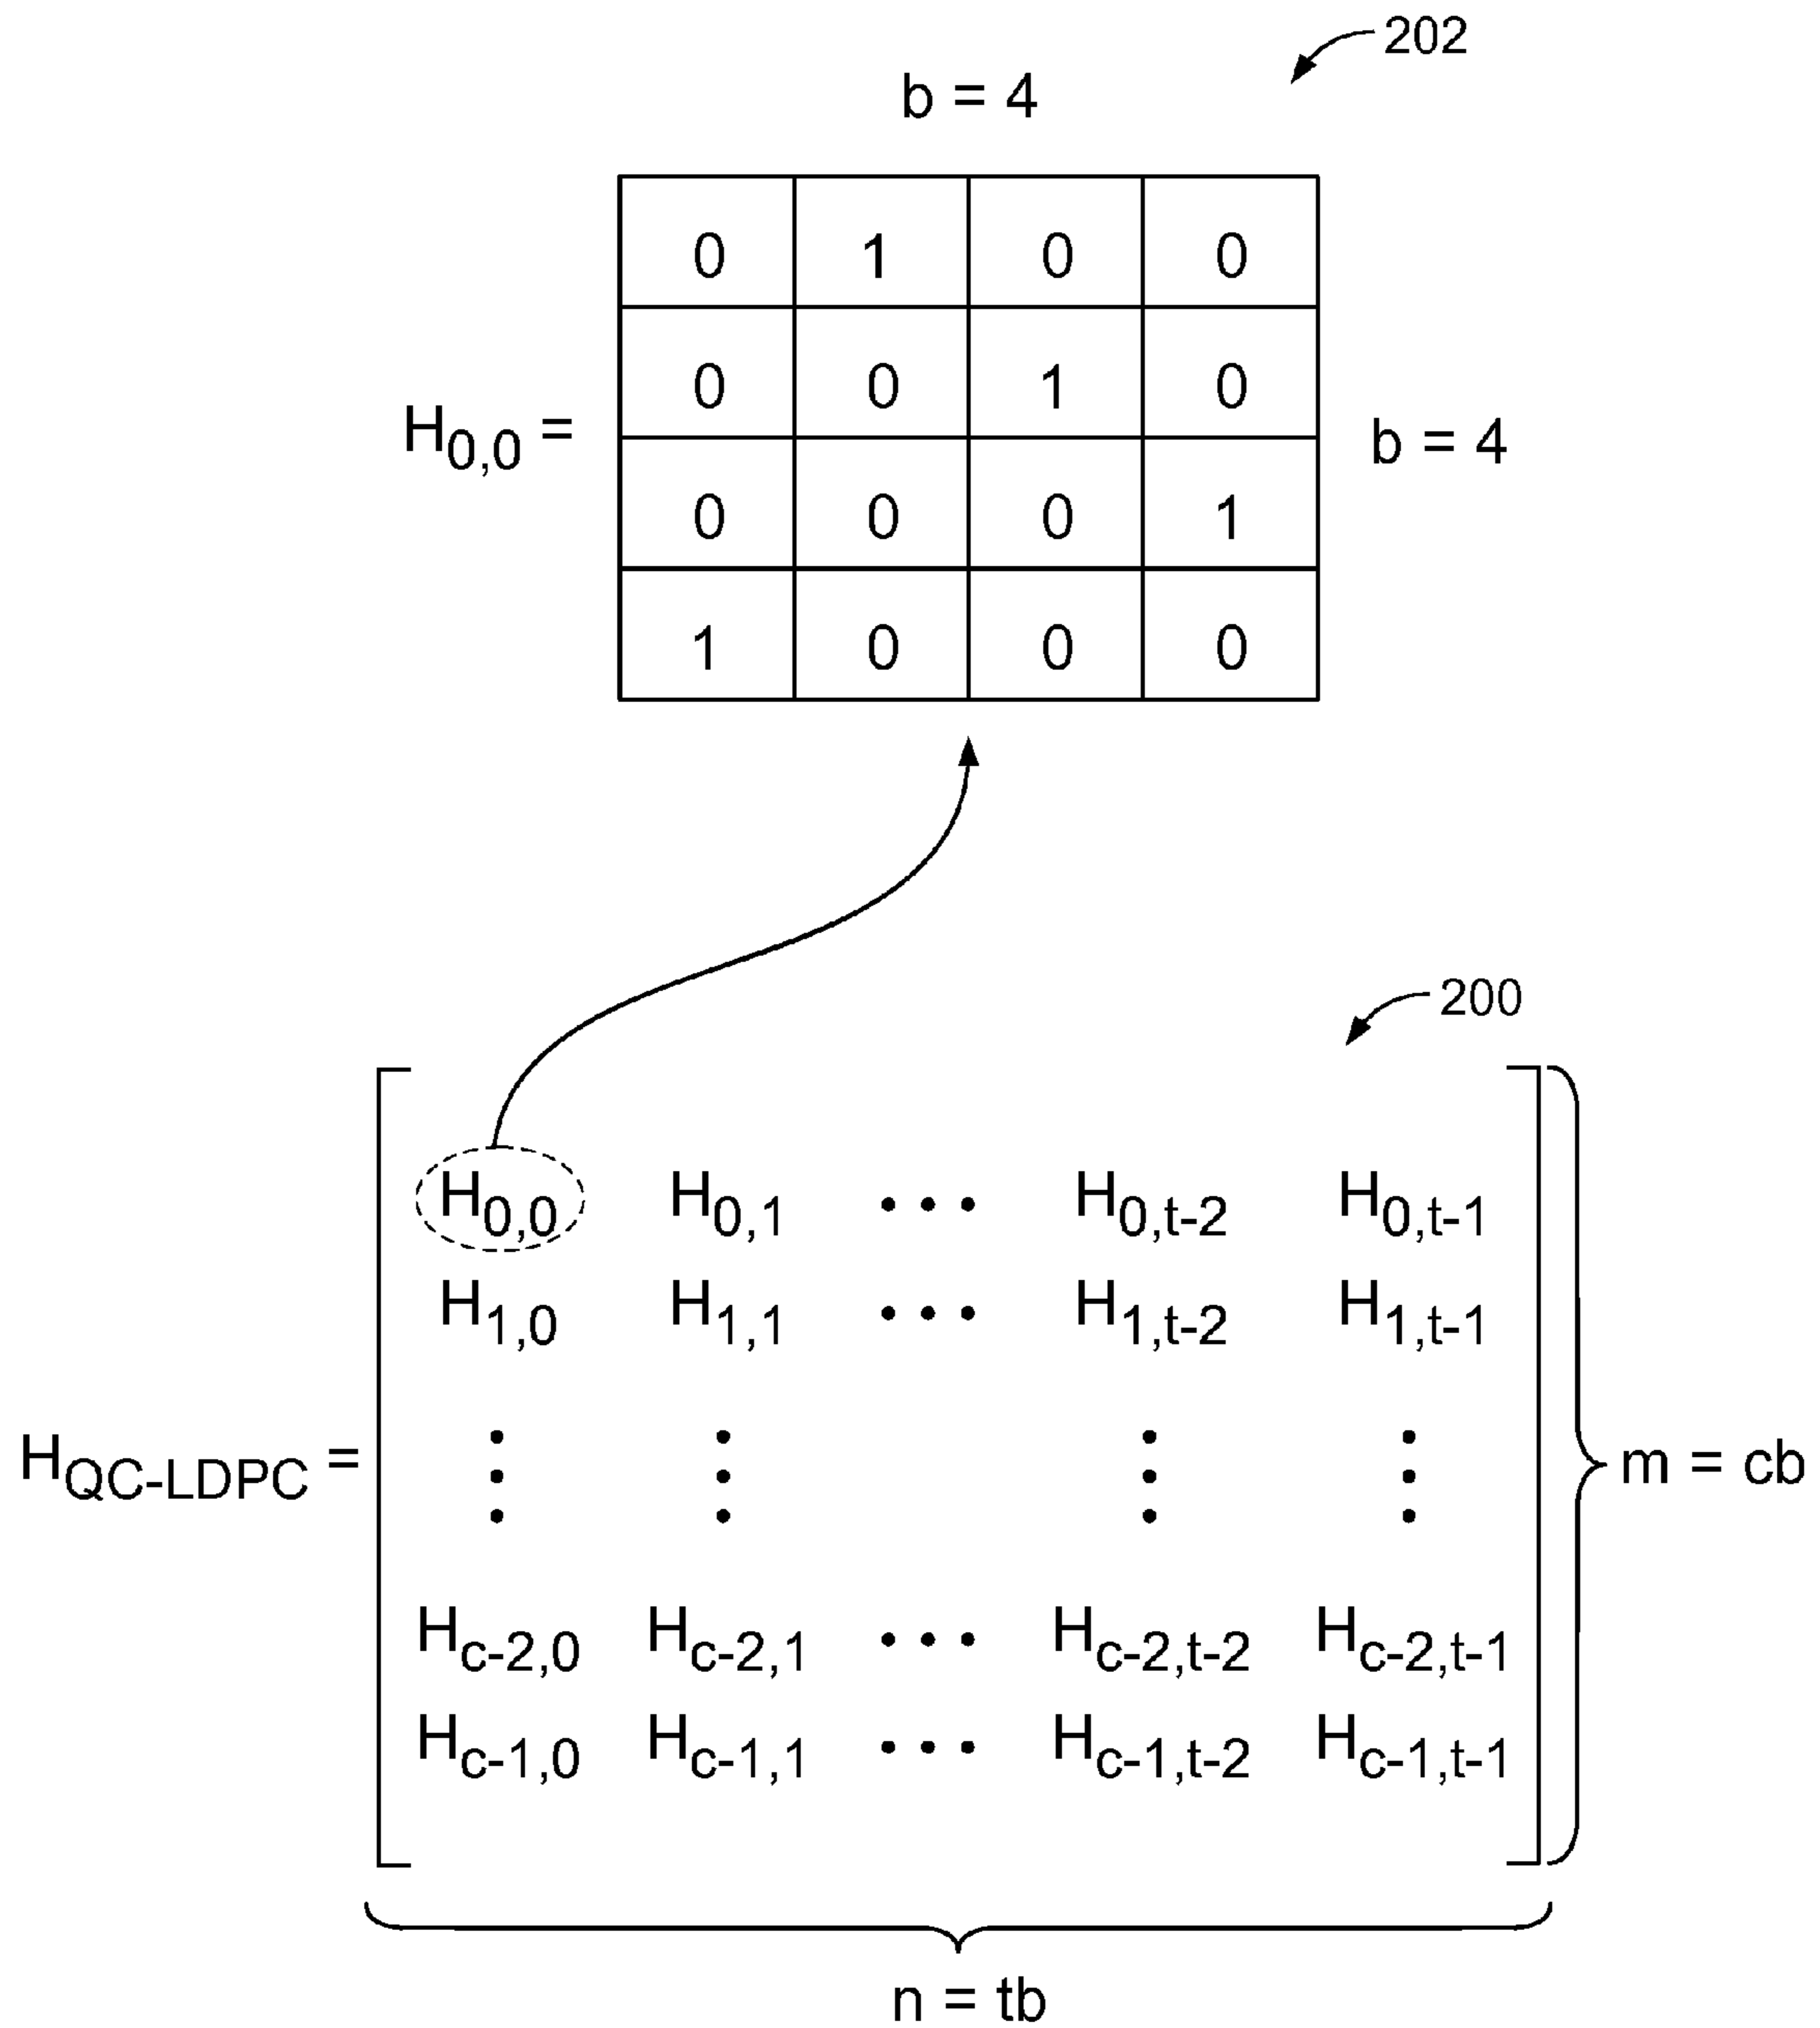 202
b = 4
0 1 0 0
0 0 1 0
H0,0 = b = 4
0 0 0 1
1 0 0 0
200
H0,0 H0,1 • • • H0,t-2 H0,t-1
H1,0 H1,1 • • • H1,t-2 H1,t-1
HQC-LDPC = m = cb
Hc-2,0 Hc-2,1 • • • Hc-2,t-2 Hc-2,t-1
Hc-1,0 Hc-1,1 • • • Hc-1,t-2 Hc-1,t-1
n = tb